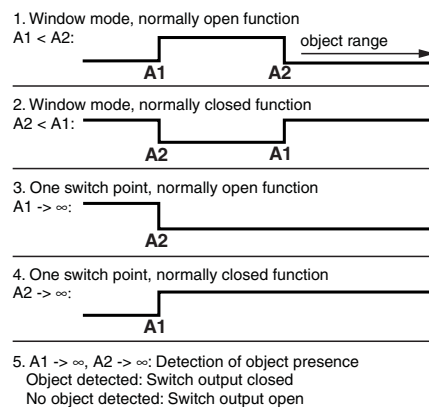 1. Window mode, normally open function
A1 < A2:
object range
A1 A2
2. Window mode, normally closed function
A2 < A1:
A2 A1
3. One switch point, normally open function
A1 -> ∞:
A2
4. One switch point, normally closed function
A2 -> ∞:
A1
5. A1 -> ∞, A2 -> ∞: Detection of object presence
Object detected: Switch output closed
No object detected: Switch output open